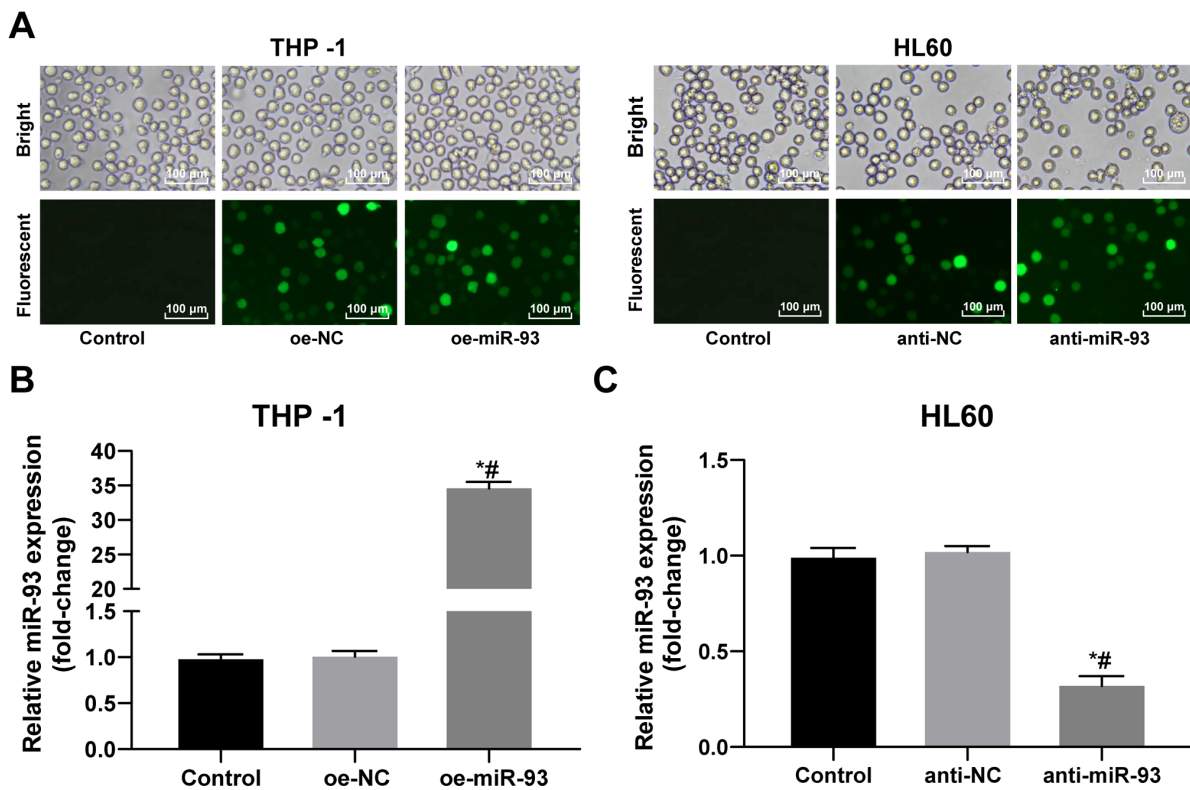 A
THP -1
HL60
Bright
100 μm
100 μm
100 μm
Bright
100 μm
100 μm
100 μm
Fluorescent
100 μm
100 μm
100 μm
Fluorescent
100 μm
100 μm
100 μm
Control
oe-NC
oe-miR-93
Control
anti-NC
anti-miR-93
B
THP -1
Relative miR-93 expression
(fold-change)
40
35
30
25
20
1.5
1.0
0.5
0.0
*#
Control
oe-NC
oe-miR-93
C
HL60
Relative miR-93 expression
(fold-change)
1.5
1.0
0.5
0.0
*#
Control
anti-NC
anti-miR-93